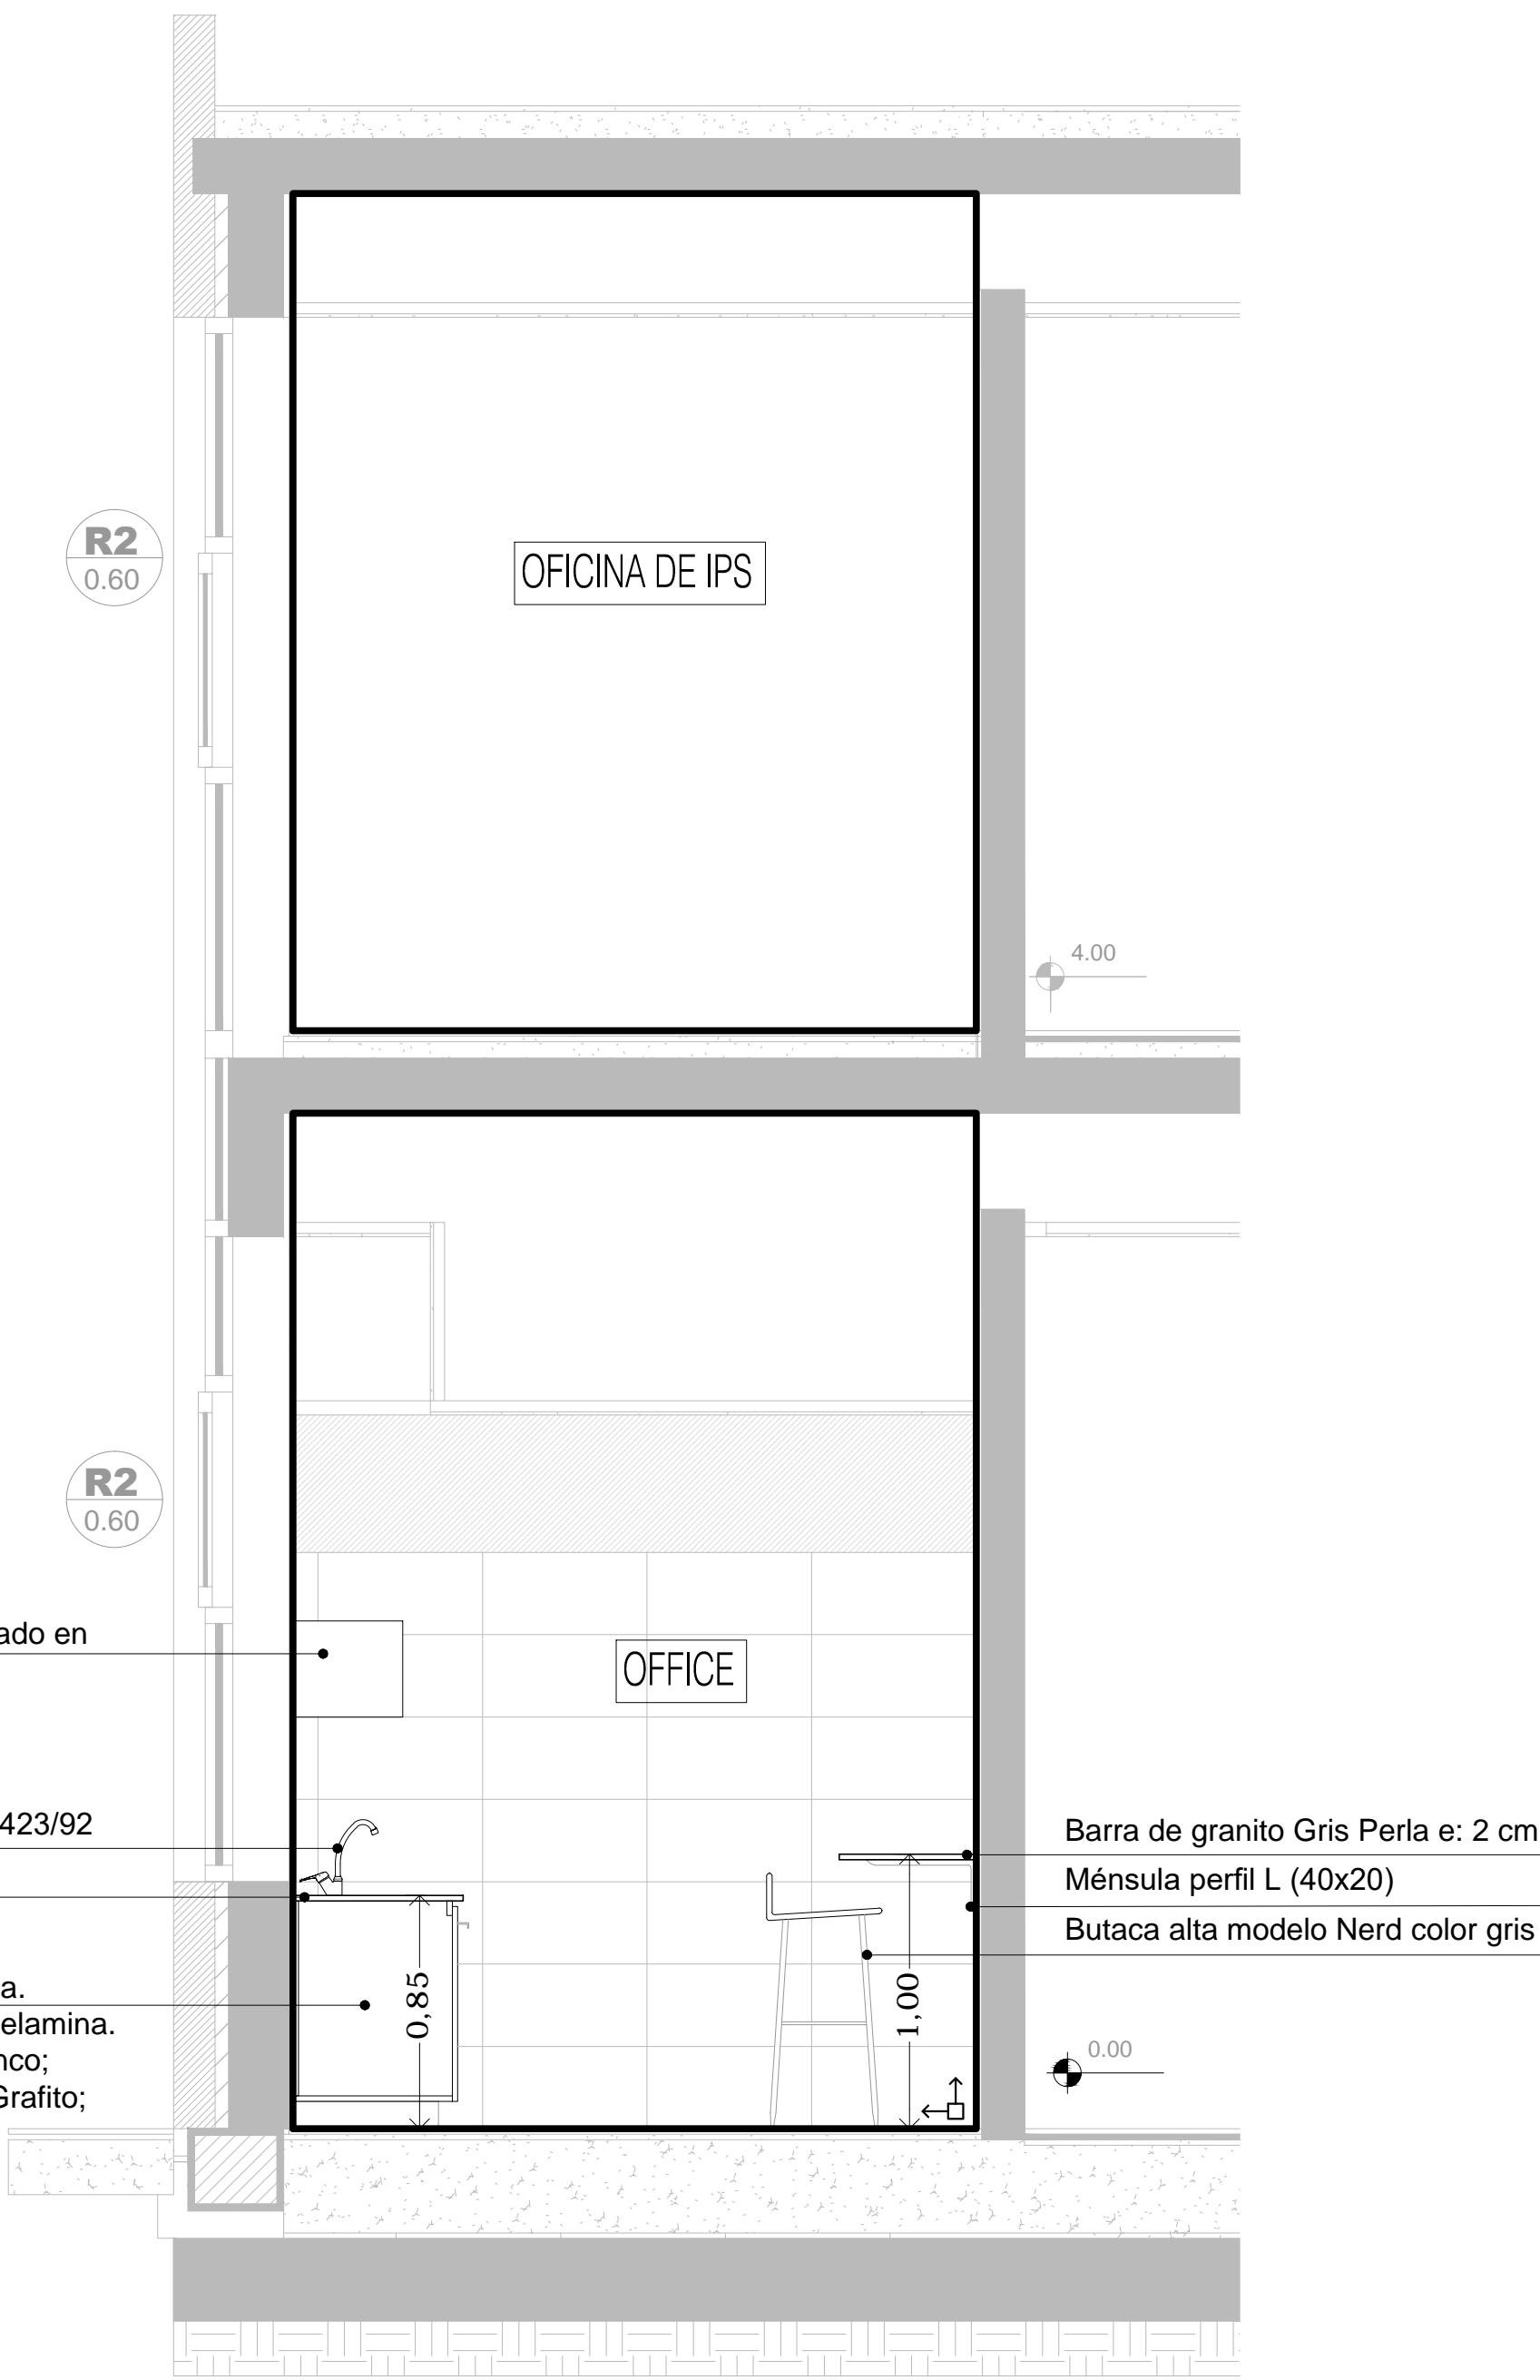 R2
0.60
OFICINA DE IPS
4.00
R2
0.60
ado en
OFFICE
423/92
Barra de granito Gris Perla e: 2 cm
Ménsula perfil L (40x20)
Butaca alta modelo Nerd color gris
0,85
1,00
a.
elamina.
nco;
Grafito;
0.00